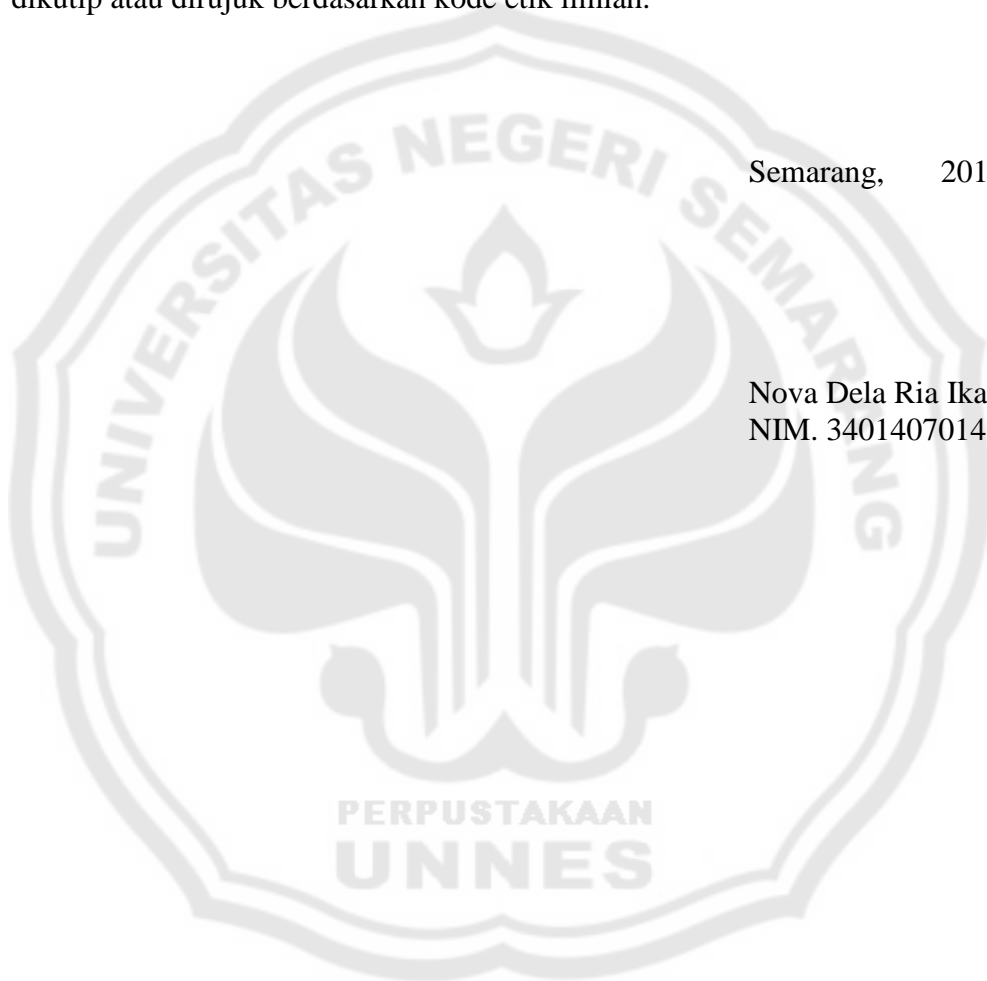 dikutip atau dirujuk berdasarkan kode etik ilmiah.
UNIVERSITAS NEGERI SEMARANG
Semarang, 201
Nova Dela Ria Ika
NIM. 3401407014
PERPUSTAKAAN
UNNES